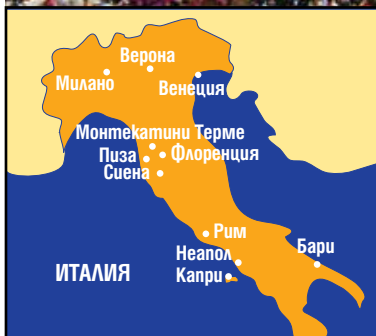 Верона
Милано
Венеция
Монтекатини Терме
Пиза
Флоренция
Сиена
Рим
Неапол
Бари
Капри
ИТАЛИЯ